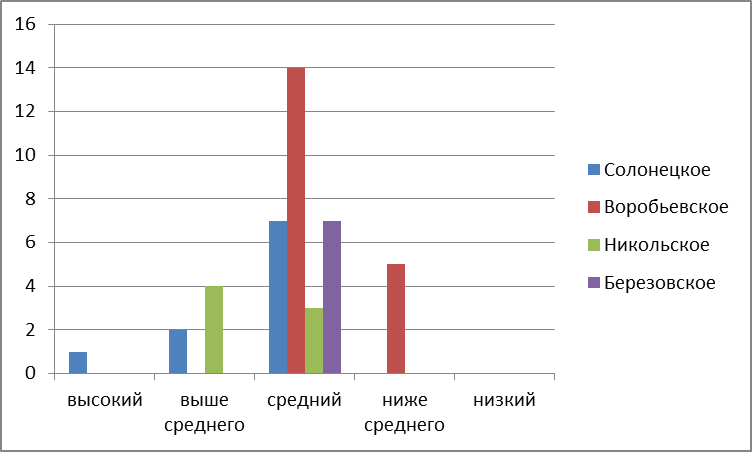 16
14
12
10
8
6
4
2
0
высокий
выше
среднего
средний
ниже
среднего
низкий
Солонецкое
Воробьевское
Никольское
Березовское